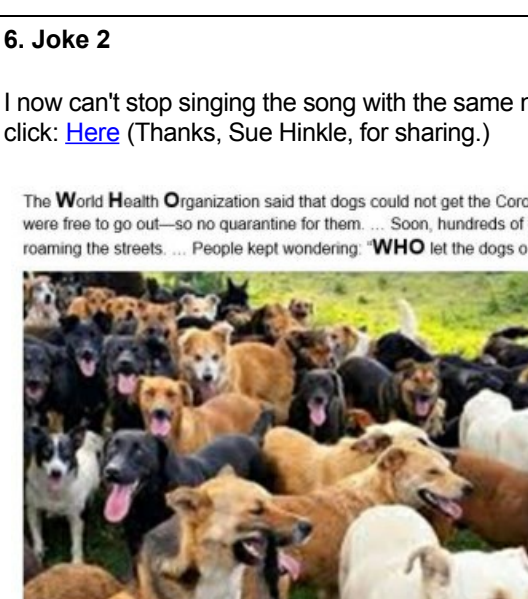 6. Joke 2
I now can't stop singing the song with the same
click: Here (Thanks, Sue Hinkle, for sharing.)
The World Health Organization said that dogs could not get the
were free to go out—so no quarantine for them. ... Soon, hundreds of
roaming the streets. ... People kept wondering: “WHO let the dogs